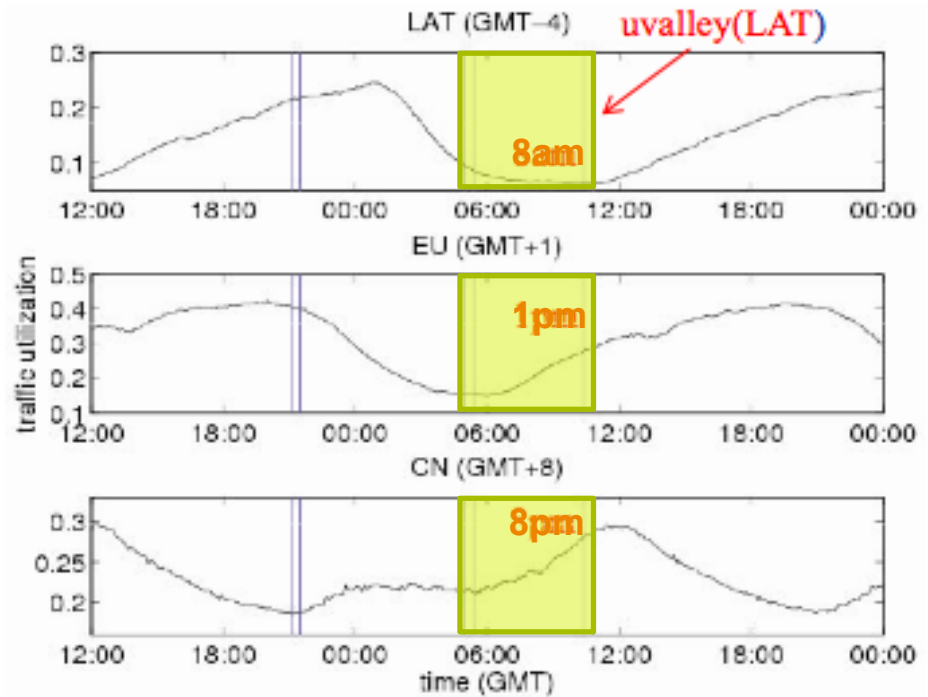 LAT (GMT−4)
uvalley(LAT)
0.3
0.2
0.1
8am
12:00 18:00 00:00 06:00 12:00 18:00 00:00
EU (GMT+1)
traffic utilization
0.5
0.4
0.3
0.2
0.1
1pm
12:00 18:00 00:00 06:00 12:00 18:00 00:00
CN (GMT+8)
0.3
0.25
0.2
8pm
12:00 18:00 00:00 06:00 12:00 18:00 00:00
time (GMT)